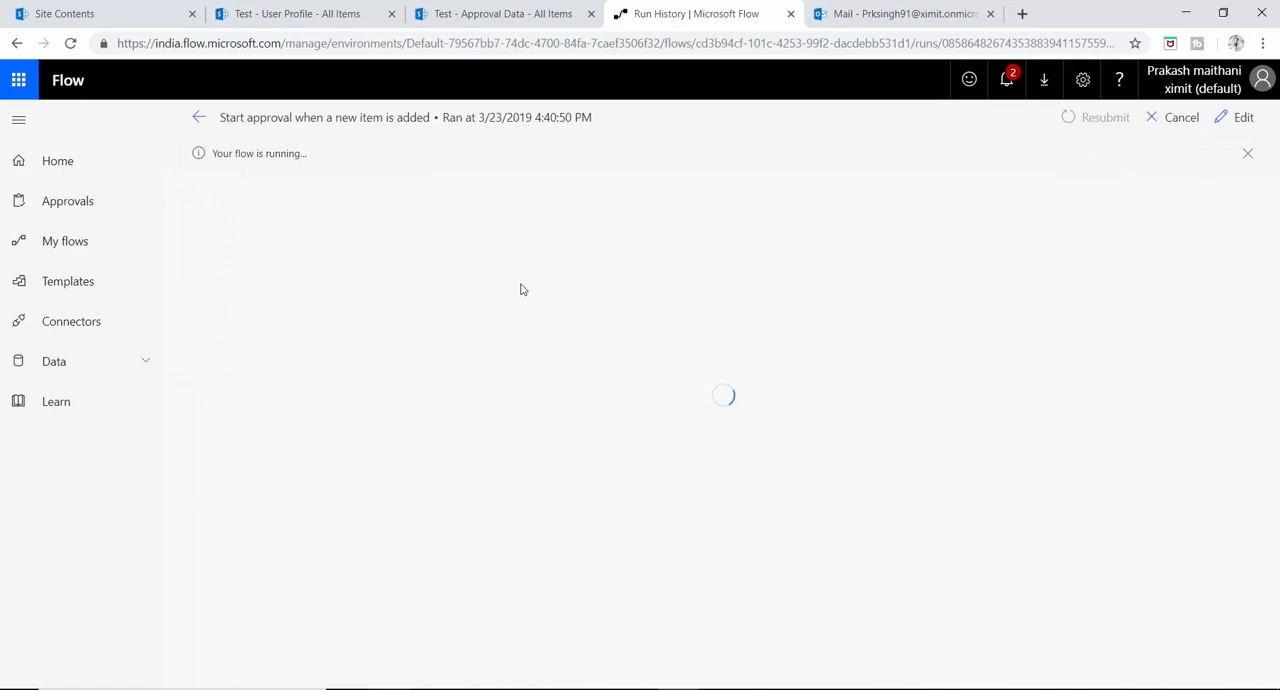 Site Contents
Test - User Profile - All Items
Test - Approval Data - All Items
Run History | Microsoft Flow
Mail - Prksingh91@ximit.onmicr
https://india.flow.microsoft.com/manage/environments/Default-79567bb7-74dc-4700-84fa-7caef3506f32/flows/cd3b94cf-101c-4253-99f2-dacdebb531d1/runs/08586482674353883941157559...
Flow
2
?
Prakash maithani
ximit (default)
Start approval when a new item is added • Ran at 3/23/2019 4:40:50 PM
Resubmit
Cancel
Edit
Your flow is running...
Home
Approvals
My flows
Templates
Connectors
Data
Learn